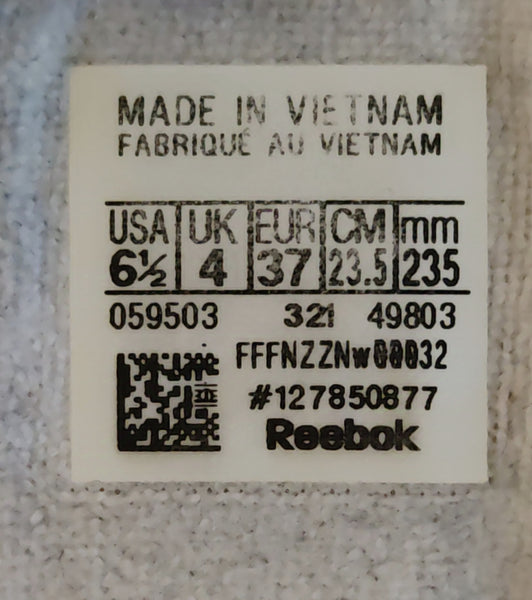 MADE IN VIETNAM
FABRIQUÉ AU VIETNAM
USA UK EUR CM mm
6½ 4 37 23.5 235
059503 321 49803
FFFNZZNw00032
#127850877
Reebok